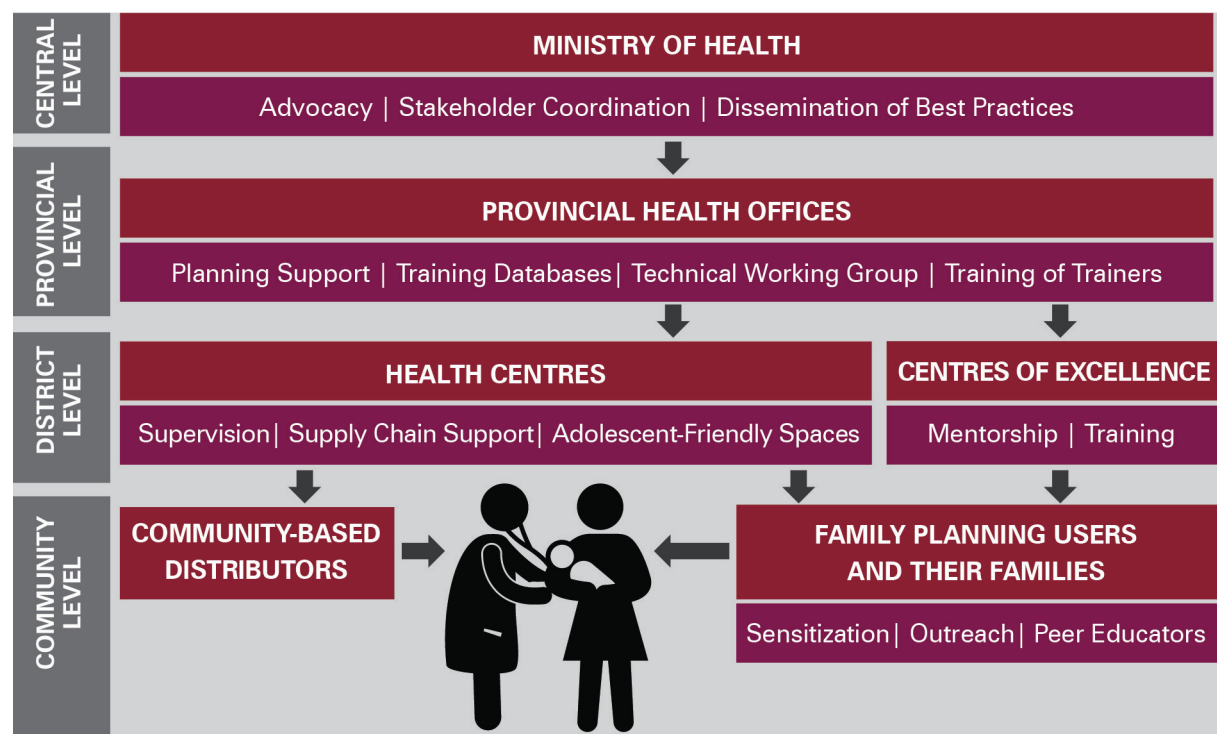 CENTRAL
LEVEL
MINISTRY OF HEALTH
Advocacy | Stakeholder Coordination | Dissemination of Best Practices
PROVINCIAL
LEVEL
PROVINCIAL HEALTH OFFICES
Planning Support | Training Databases| Technical Working Group | Training of Trainers
DISTRICT
LEVEL
HEALTH CENTRES
Supervision| Supply Chain Support| Adolescent-Friendly Spaces
CENTRES OF EXCELLENCE
Mentorship | Training
COMMUNITY
LEVEL
COMMUNITY-BASED
DISTRIBUTORS
FAMILY PLANNING USERS
AND THEIR FAMILIES
Sensitization| Outreach| Peer Educators